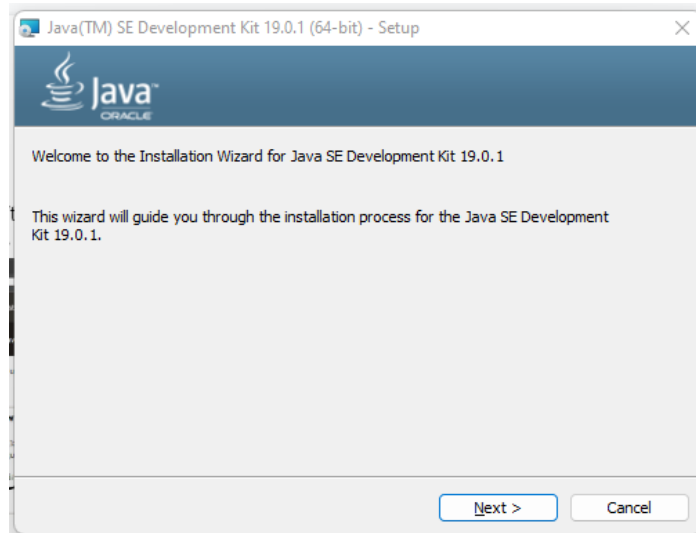 Java(TM) SE Development Kit 19.0.1 (64-bit) - Setup
Java™
ORACLE
Welcome to the Installation Wizard for Java SE Development Kit 19.0.1
This wizard will guide you through the installation process for the Java SE Development
Kit 19.0.1.
Next >
Cancel